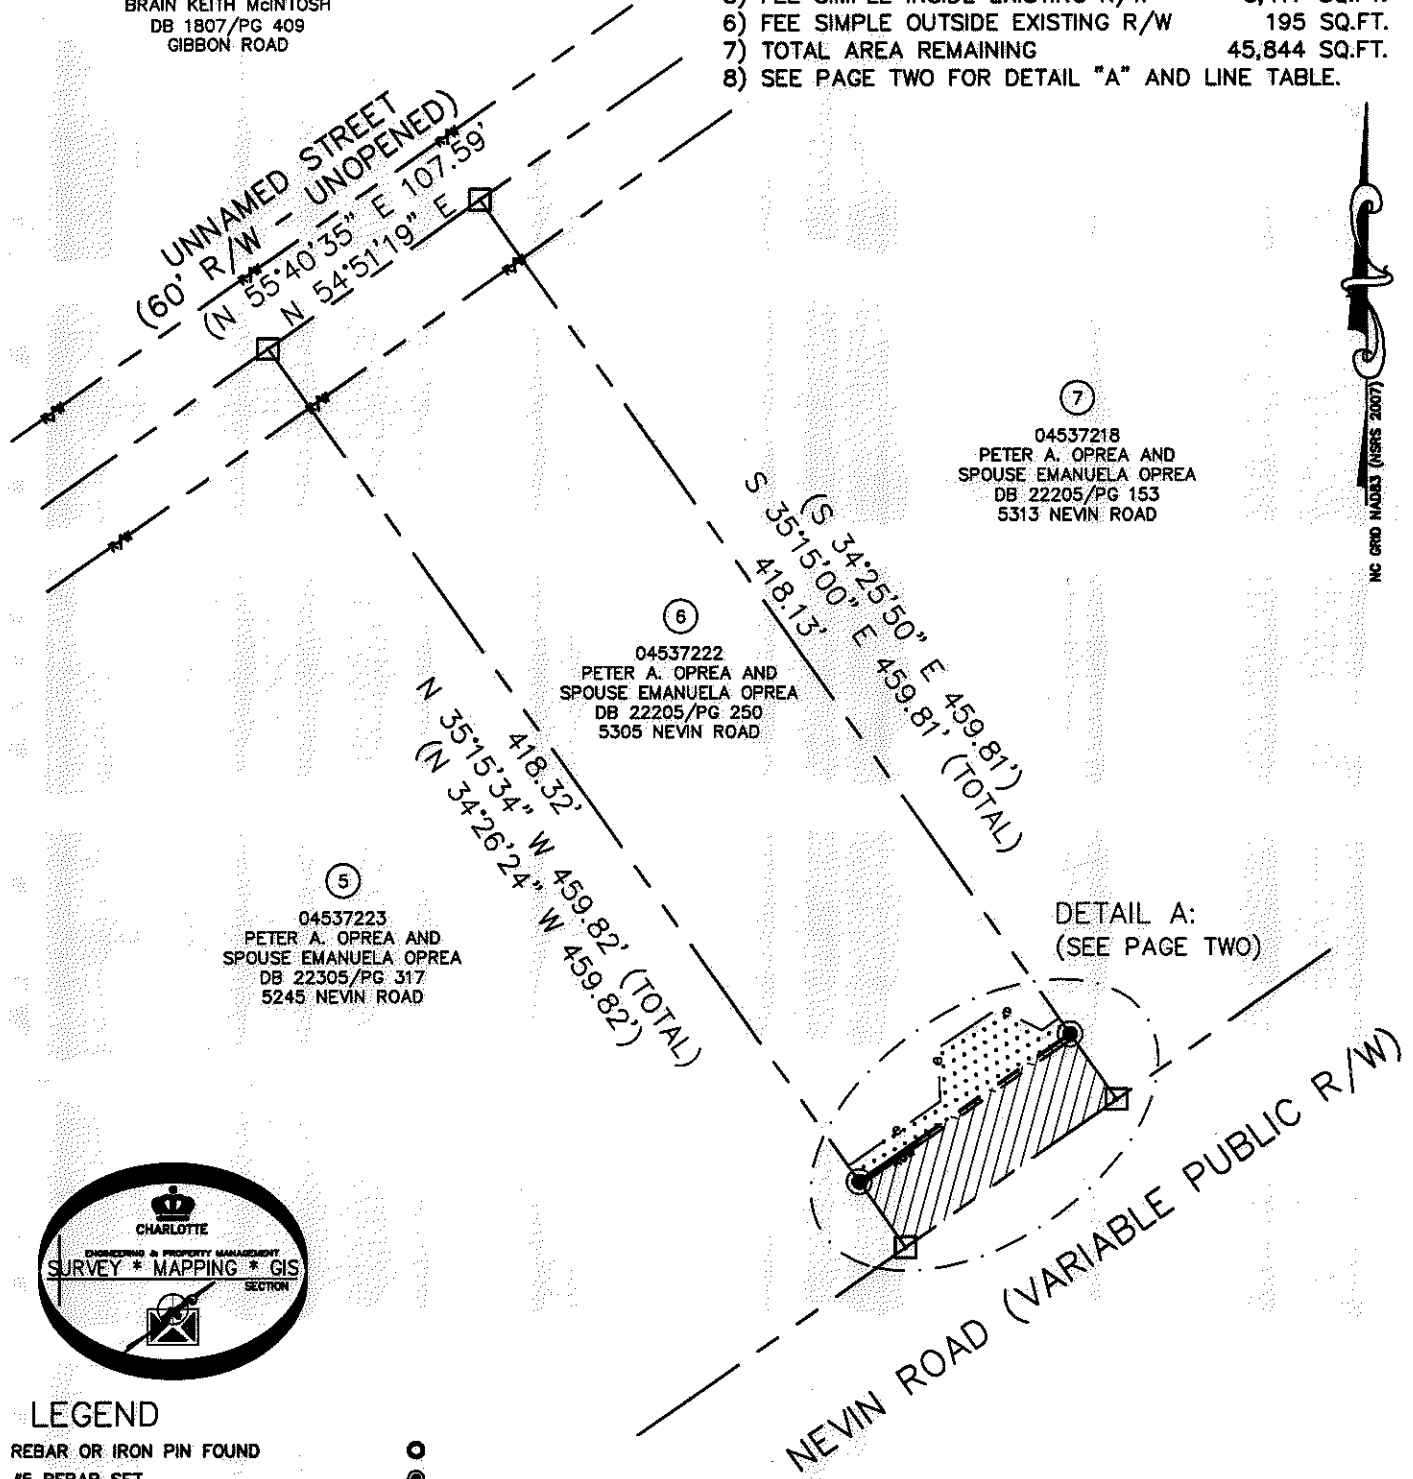 BRAIN KEITH McINTOSH
DB 1807/PG 409
GIBBON ROAD
6) FEE SIMPLE OUTSIDE EXISTING R/W 195 SQ.FT.
7) TOTAL AREA REMAINING 45,844 SQ.FT.
8) SEE PAGE TWO FOR DETAIL "A" AND LINE TABLE.
UNNAMED STREET
(60' R/W - UNOPENED)
(N 55°40'35" E 107.59'
N 54°51'19" E
NC GRID NAD83 (NSRS 2007)
7
04537218
PETER A. OPREA AND
SPOUSE EMANUELA OPREA
DB 22205/PG 153
5313 NEVIN ROAD
(S 34°25'50" E 459.81')
S 35°15'00" E 459.81' (TOTAL)
418.13'
6
04537222
PETER A. OPREA AND
SPOUSE EMANUELA OPREA
DB 22205/PG 250
5305 NEVIN ROAD
418.32'
N 35°15'34" W 459.82' (TOTAL)
(N 34°26'24" W 459.82')
5
04537223
PETER A. OPREA AND
SPOUSE EMANUELA OPREA
DB 22305/PG 317
5245 NEVIN ROAD
DETAIL A:
(SEE PAGE TWO)
NEVIN ROAD (VARIABLE PUBLIC R/W)
CHARLOTTE
ENGINEERING & PROPERTY MANAGEMENT
SURVEY * MAPPING * GIS
SECTION
LEGEND
REBAR OR IRON PIN FOUND
#5 REBAR SET